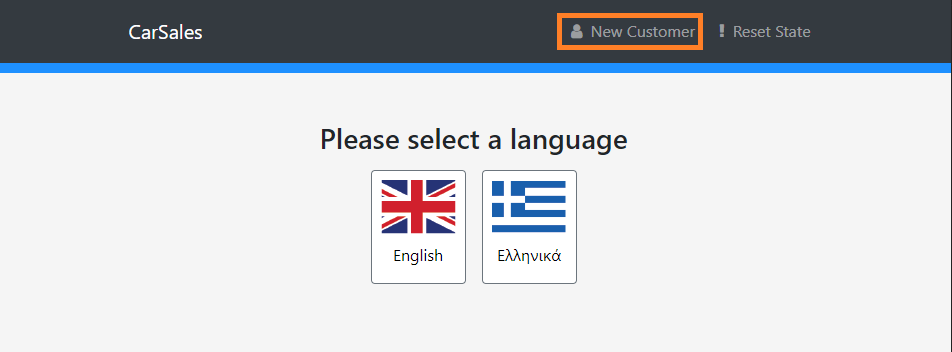 CarSales
New Customer
Reset State
Please select a language
English
Ελληνικά